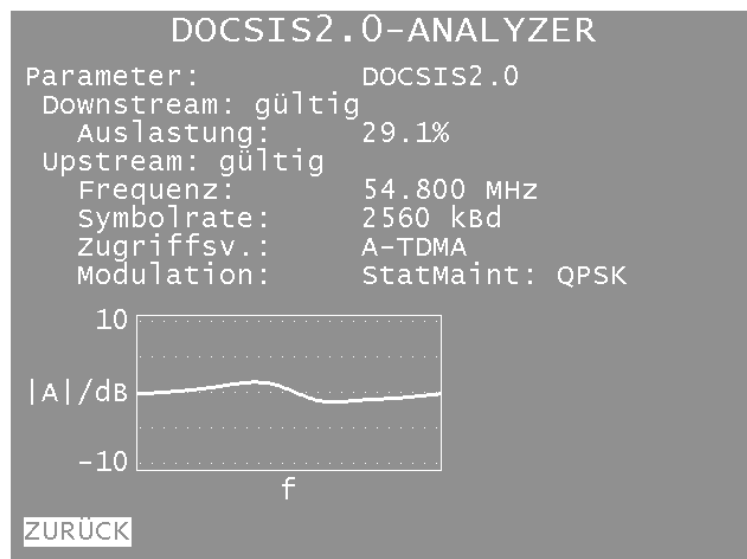 DOCSIS2.0-ANALYZER
Parameter: DOCSIS2.0
Downstream: gültig
Auslastung: 29.1%
Upstream: gültig
Frequenz: 54.800 MHz
Symbolrate: 2560 kBd
Zugriffsv.: A-TDMA
Modulation: StatMaint: QPSK
10
|A|/dB
-10
f
ZURÜCK